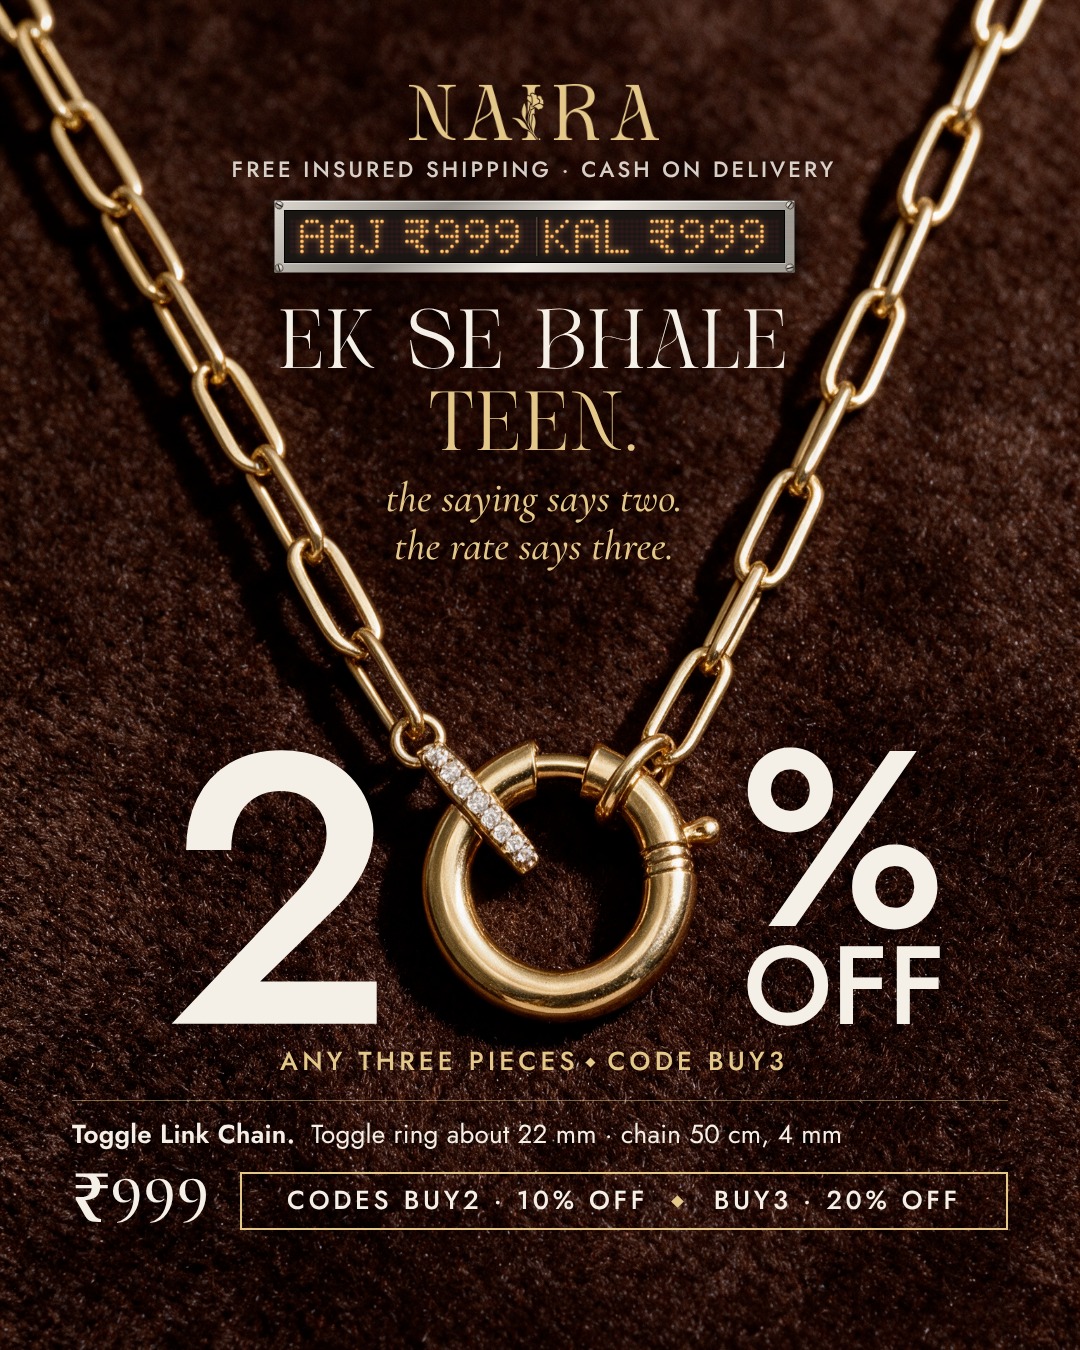 NAIRA
FREE INSURED SHIPPING · CASH ON DELIVERY
AAJ ₹999 KAL ₹999
EK SE BHALE
TEEN.
the saying says two.
the rate says three.
2 %
OFF
ANY THREE PIECES ◆ CODE BUY3
Toggle Link Chain. Toggle ring about 22 mm · chain 50 cm, 4 mm
₹999
CODES BUY2 · 10% OFF ◆ BUY3 · 20% OFF